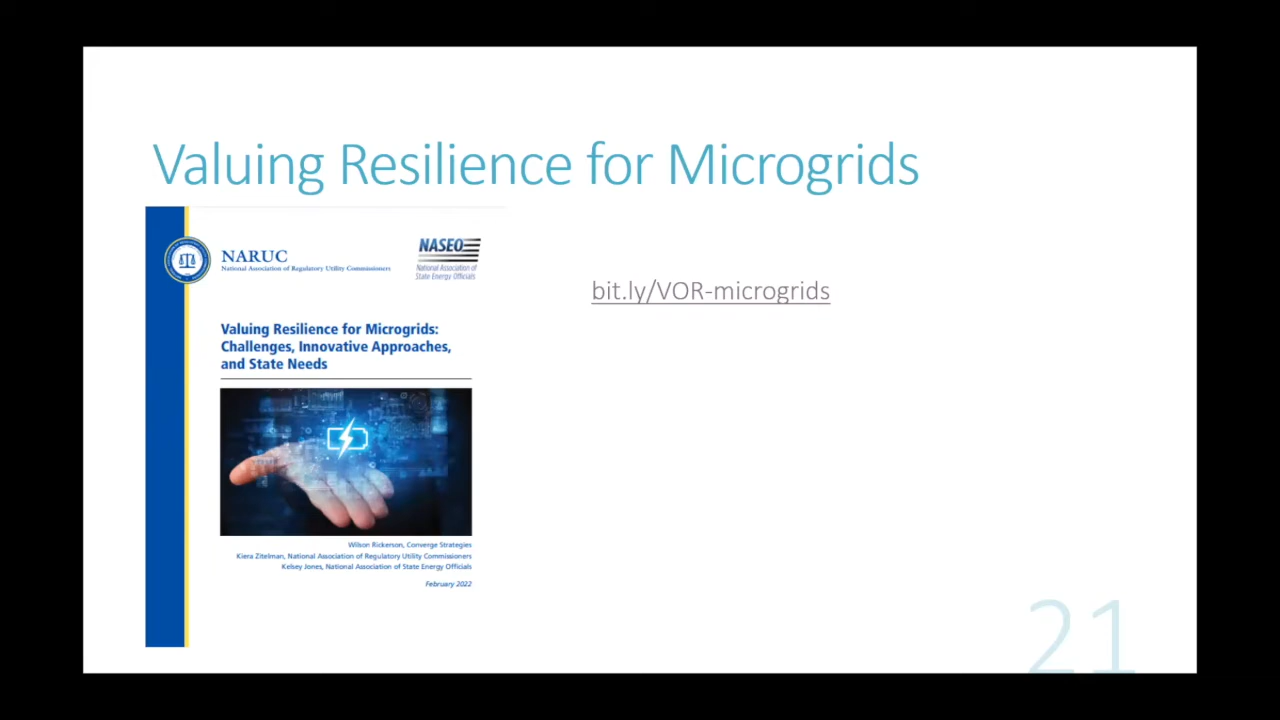 Valuing Resilience for Microgrids
NARUC
National Association of Regulatory Utility Commissioners
NASEO
National Association of
State Energy Officials
bit.ly/VOR-microgrids
Valuing Resilience for Microgrids:
Challenges, Innovative Approaches,
and State Needs
Wilson Rickerson, Converge Strategies
Kiera Zitelman, National Association of Regulatory Utility Commissioners
Kelsey Jones, National Association of State Energy Officials
February 2022
21